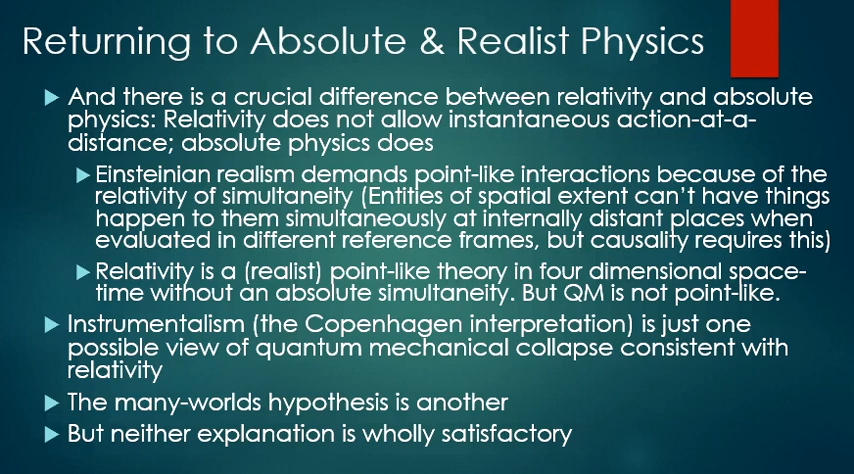 Returning to Absolute & Realist Physics
And there is a crucial difference between relativity and absolute
physics: Relativity does not allow instantaneous action-at-a-
distance; absolute physics does
Einsteinian realism demands point-like interactions because of the
relativity of simultaneity (Entities of spatial extent can't have things
happen to them simultaneously at internally distant places when
evaluated in different reference frames, but causality requires this)
Relativity is a (realist) point-like theory in four dimensional space-
time without an absolute simultaneity. But QM is not point-like.
Instrumentalism (the Copenhagen interpretation) is just one
possible view of quantum mechanical collapse consistent with
relativity
The many-worlds hypothesis is another
But neither explanation is wholly satisfactory